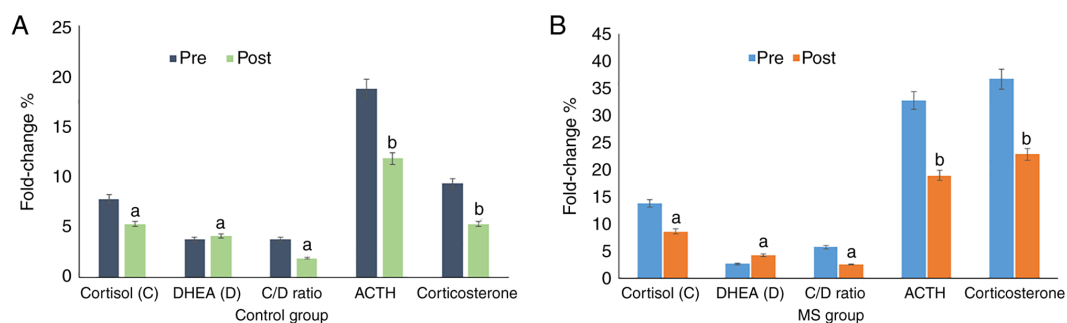 A
Fold-change %
25
20
15
10
5
0
Pre Post
a
a
a
b
b
Cortisol (C) DHEA (D) C/D ratio ACTH Corticosterone
Control group
B
Fold-change %
45
40
35
30
25
20
15
10
5
0
Pre Post
a
a
a
b
b
Cortisol (C) DHEA (D) C/D ratio ACTH Corticosterone
MS group